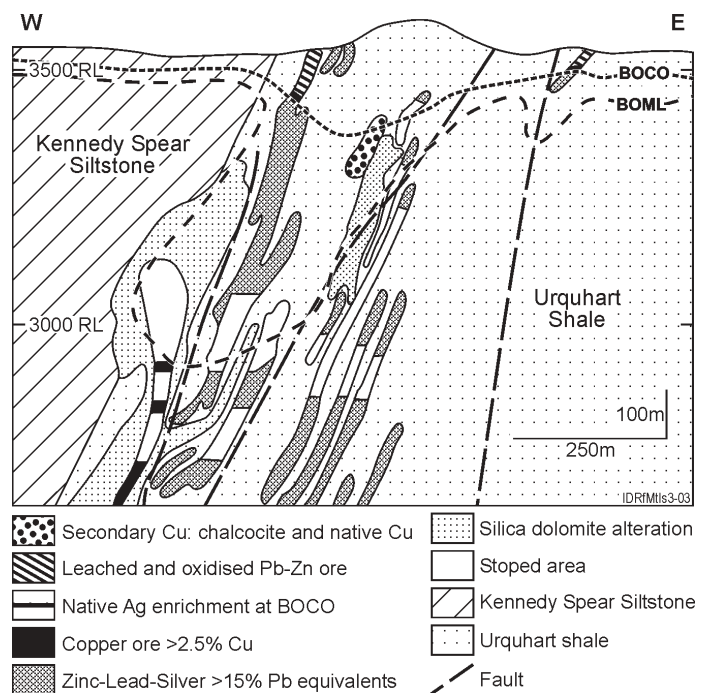 W E
3500 RL
BOCO
BOML
Kennedy Spear
Siltstone
Urquhart
Shale
3000 RL
100m
250m
IDRfMtIs3-03
Secondary Cu: chalcocite and native Cu
Leached and oxidised Pb-Zn ore
Native Ag enrichment at BOCO
Copper ore >2.5% Cu
Zinc-Lead-Silver >15% Pb equivalents
Silica dolomite alteration
Stoped area
Kennedy Spear Siltstone
Urquhart shale
Fault